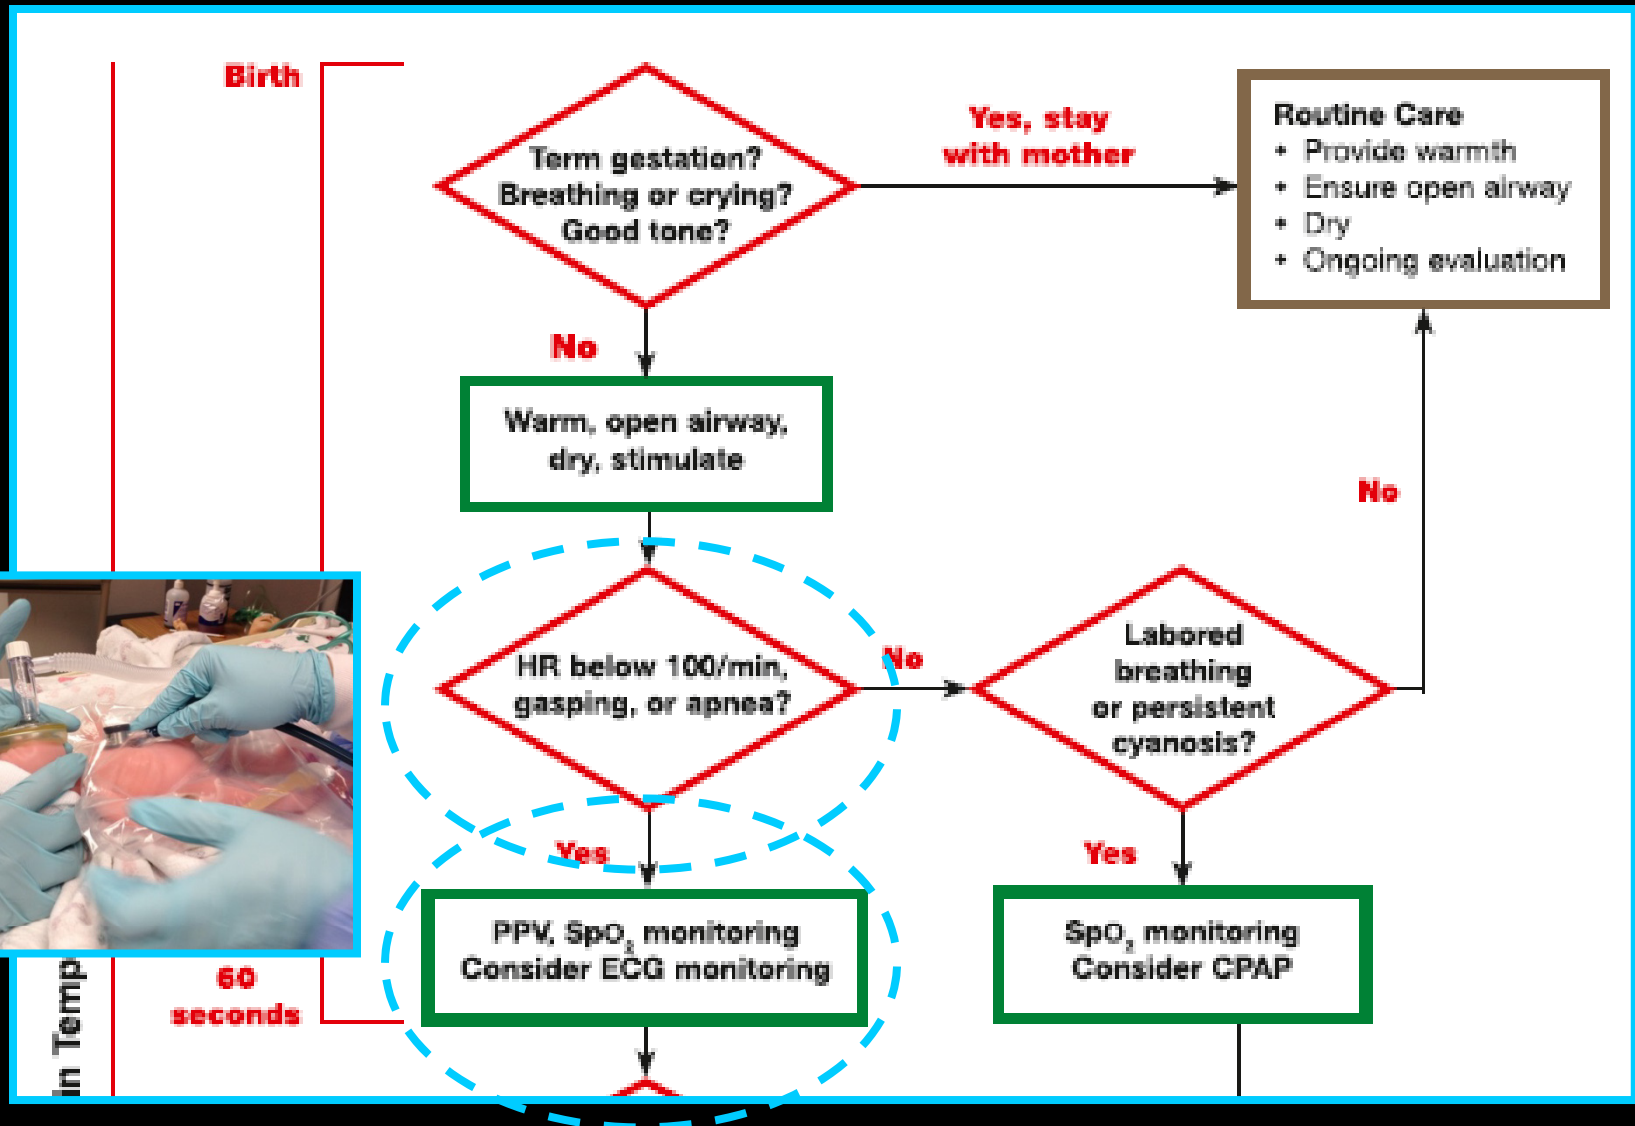 Birth
Term gestation?
Breathing or crying?
Good tone?
Yes, stay
with mother
Routine Care
• Provide warmth
• Ensure open airway
• Dry
• Ongoing evaluation
No
Warm, open airway,
dry, stimulate
No
HR below 100/min,
gasping, or apnea?
No
Labored
breathing
or persistent
cyanosis?
Yes
Yes
PPV, SpO₂ monitoring
Consider ECG monitoring
SpO₂ monitoring
Consider CPAP
60
seconds
in Temp